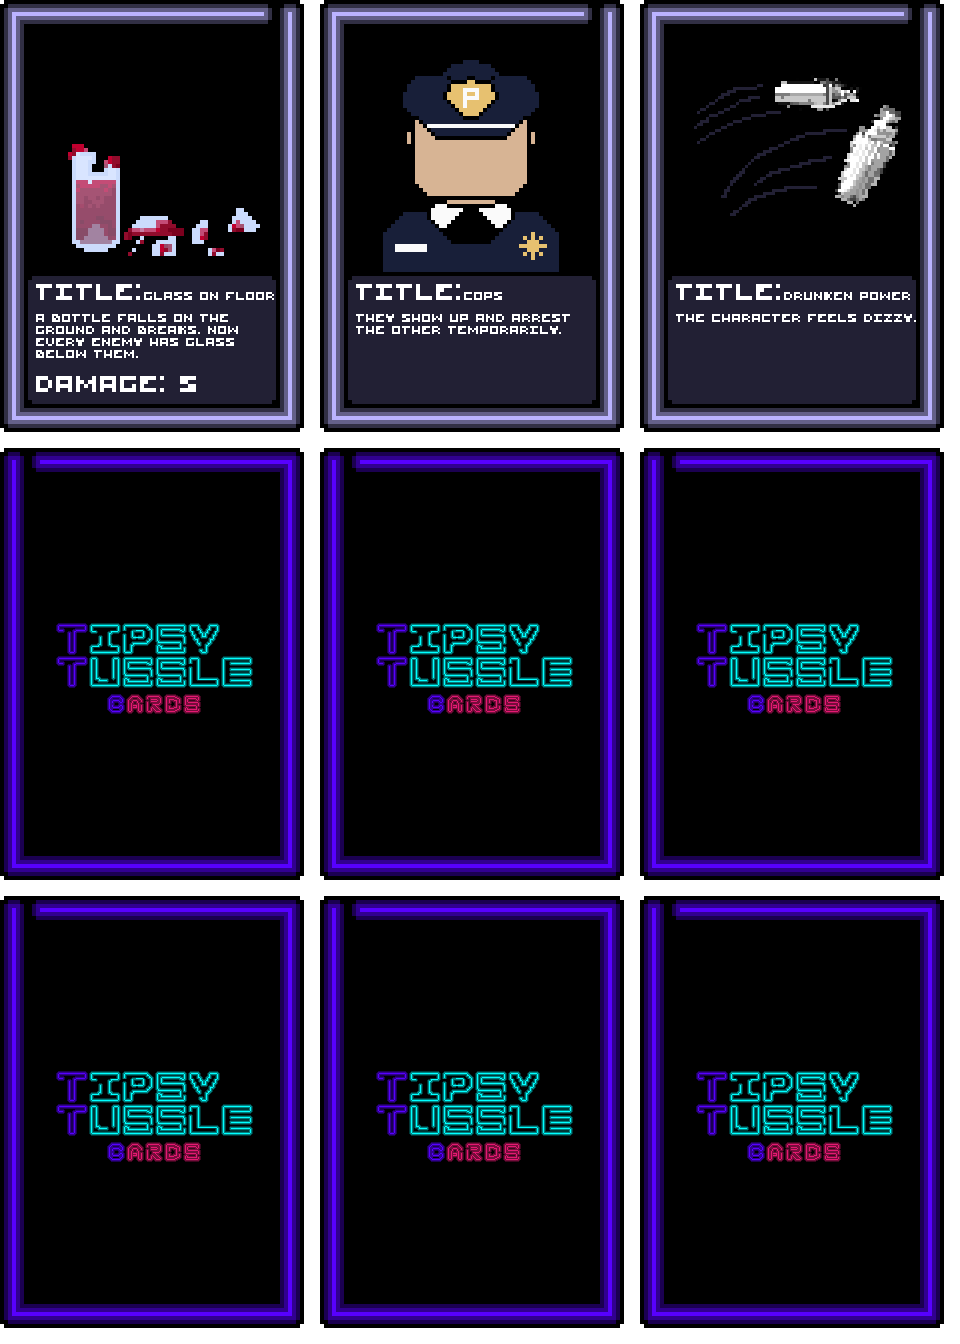 TITLE:GLASS ON FLOOR
A BOTTLE FALLS ON THE
GROUND AND BREAKS. NOW
EVERY ENEMY HAS GLASS
BELOW THEM.
DAMAGE: 5
P
TITLE:COPS
THEY SHOW UP AND ARREST
THE OTHER TEMPORARILY.
TITLE:DRUNKEN POWER
THE CHARACTER FEELS DIZZY.
TIPSY
TUSSLE
CARDS
TIPSY
TUSSLE
CARDS
TIPSY
TUSSLE
CARDS
TIPSY
TUSSLE
CARDS
TIPSY
TUSSLE
CARDS
TIPSY
TUSSLE
CARDS